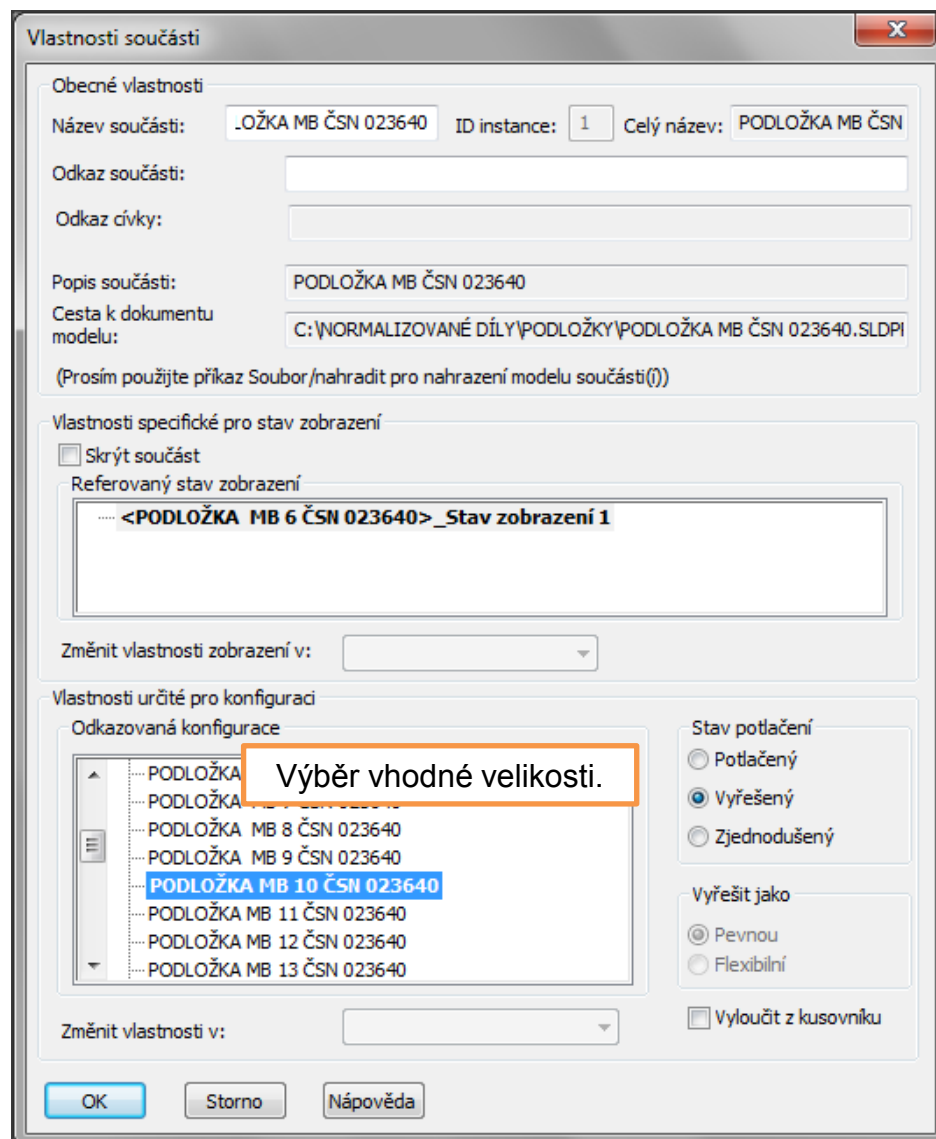 Vlastnosti součásti
Obecné vlastnosti
Název součásti: .OŽKA MB ČSN 023640 ID instance: 1 Celý název: PODLOŽKA MB ČSN
Odkaz součásti:
Odkaz cívky:
Popis součásti: PODLOŽKA MB ČSN 023640
Cesta k dokumentu
modelu: C:\NORMALIZOVANÉ DÍLY\PODLOŽKY\PODLOŽKA MB ČSN 023640.SLDPI
(Prosím použijte příkaz Soubor/nahradit pro nahrazení modelu součásti(í))
Vlastnosti specifické pro stav zobrazení
Skrýt součást
Referovaný stav zobrazení
<PODLOŽKA MB 6 ČSN 023640>_Stav zobrazení 1
Změnit vlastnosti zobrazení v:
Vlastnosti určité pro konfiguraci
Odkazovaná konfigurace
PODLOŽKA
Výběr vhodné velikosti.
PODLOŽKA
PODLOŽKA MB 8 ČSN 023640
PODLOŽKA MB 9 ČSN 023640
PODLOŽKA MB 10 ČSN 023640
PODLOŽKA MB 11 ČSN 023640
PODLOŽKA MB 12 ČSN 023640
PODLOŽKA MB 13 ČSN 023640
Změnit vlastnosti v:
Stav potlačení
Potlačený
Vyřešený
Zjednodušený
Vyřešit jako
Pevnou
Flexibilní
Vyloučit z kusovníku
OK Storno Nápověda